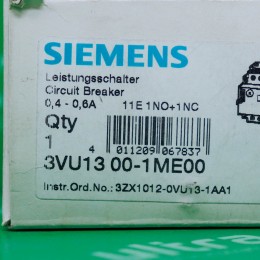 SIEMENS
Leistungsschalter
Circuit Breaker
0,4 - 0,6A 11E 1NO+1NC
Qty
1
4 011209 067837
3VU13 00-1ME00
Instr.Ord.No.: 3ZX1012-0VU13-1AA1
ultra